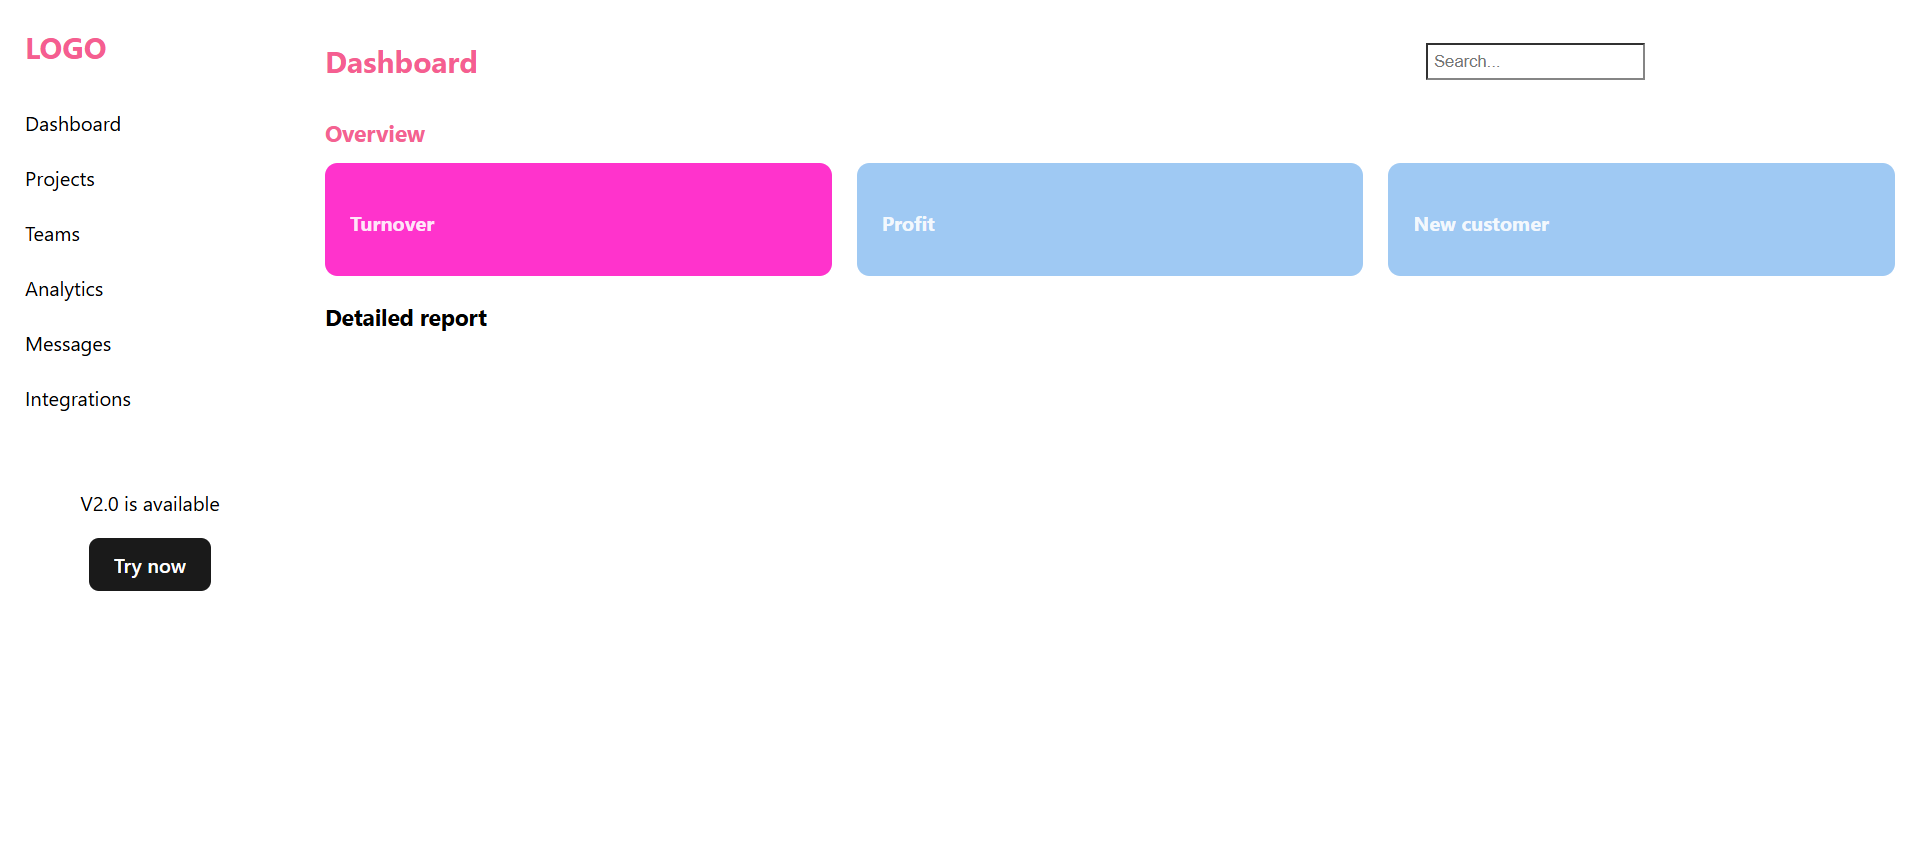 LOGO
Dashboard
Projects
Teams
Analytics
Messages
Integrations
V2.0 is available
Try now
Dashboard
Search...
Overview
Turnover
Profit
New customer
Detailed report